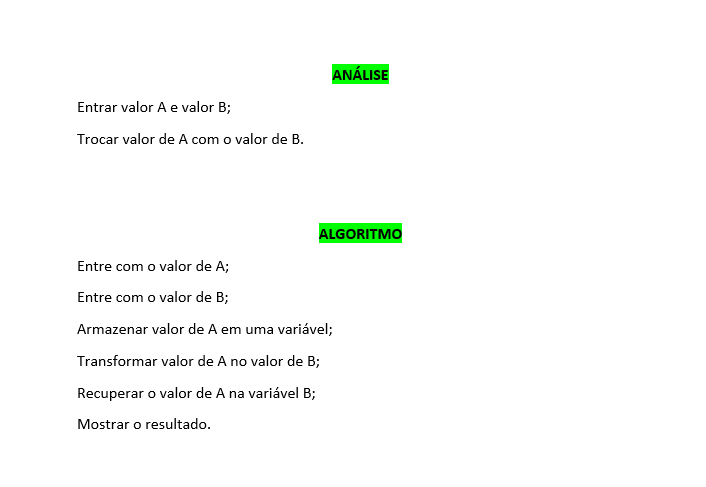 ANÁLISE
Entrar valor A e valor B;
Trocar valor de A com o valor de B.
ALGORITMO
Entre com o valor de A;
Entre com o valor de B;
Armazenar valor de A em uma variável;
Transformar valor de A no valor de B;
Recuperar o valor de A na variável B;
Mostrar o resultado.